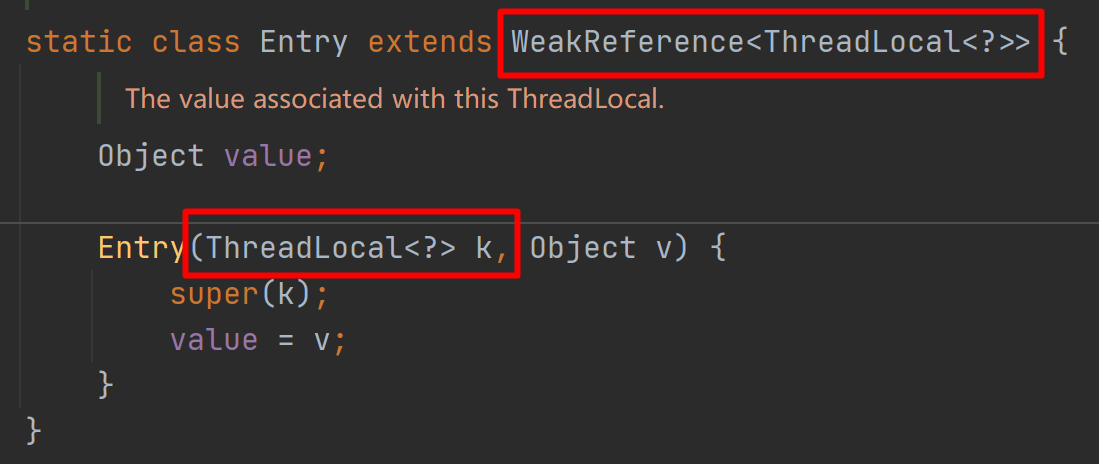 static class Entry extends WeakReference<ThreadLocal<?>> {
The value associated with this ThreadLocal.
Object value;
Entry(ThreadLocal<?> k, Object v) {
super(k);
value = v;
}
}